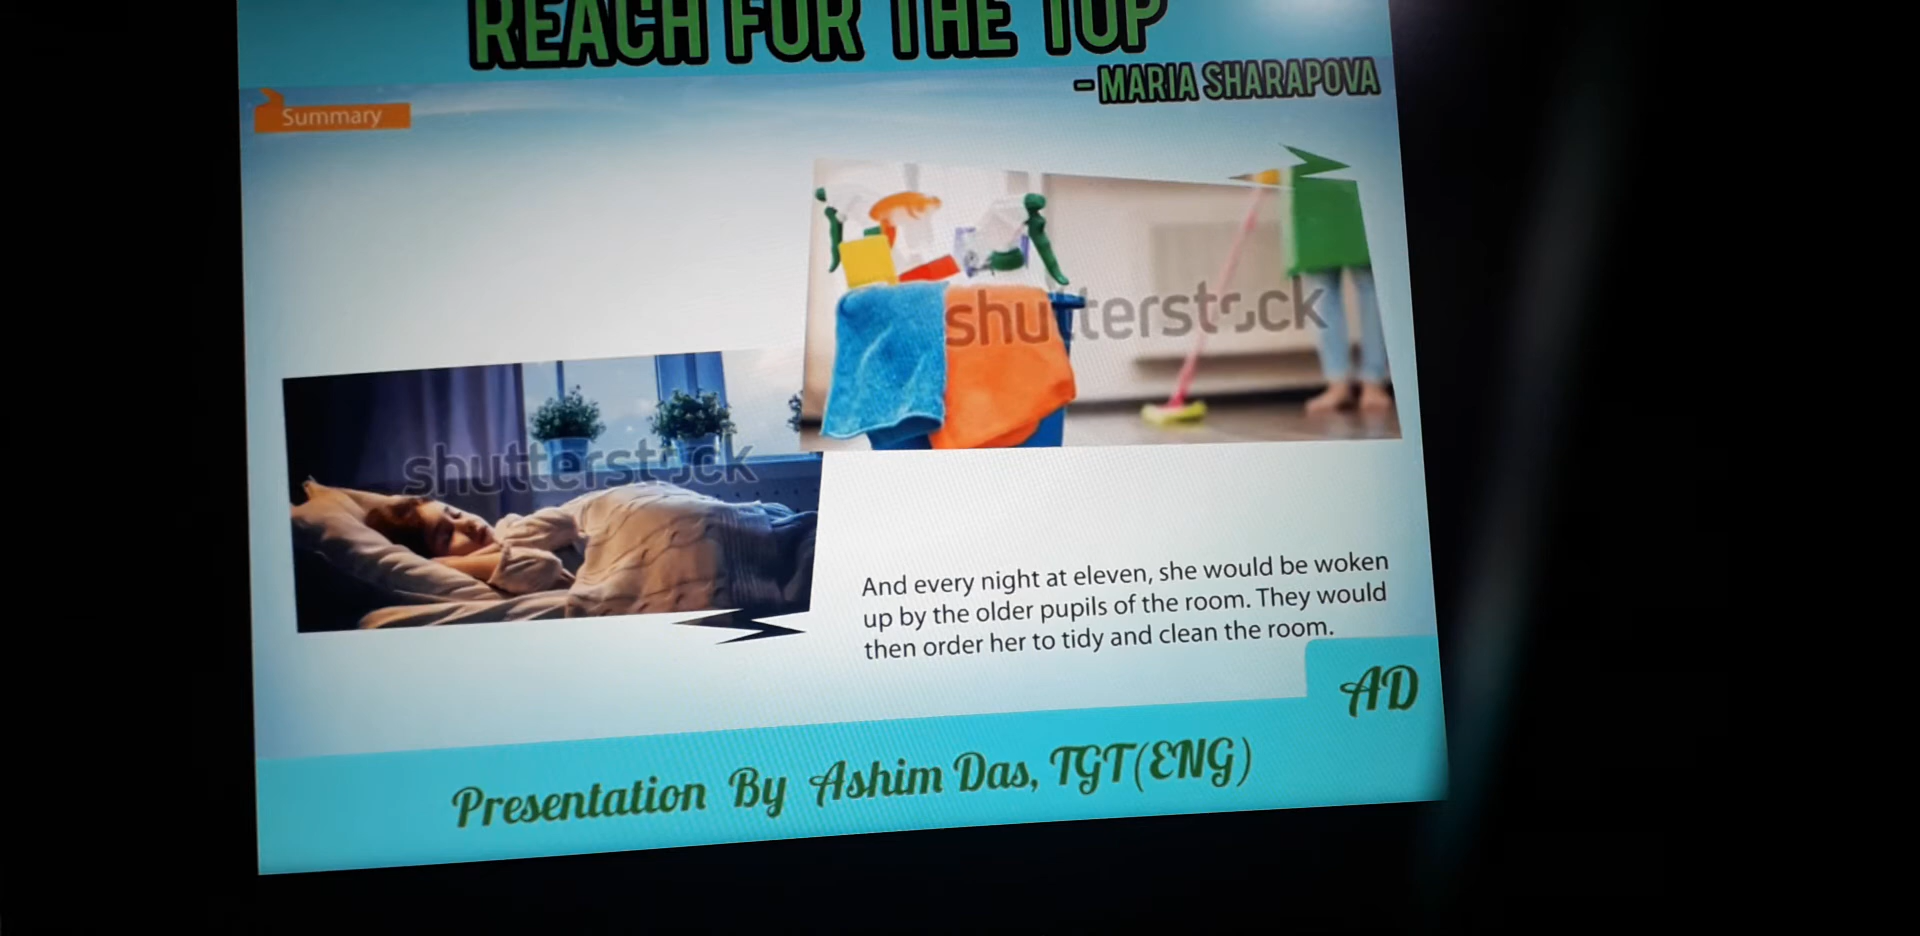 REACH FOR THE TOP
- MARIA SHARAPOVA
Summary
shutterstock
shutterstock
And every night at eleven, she would be woken
up by the older pupils of the room. They would
then order her to tidy and clean the room.
AD
Presentation By Ashim Das, TGT(ENG)